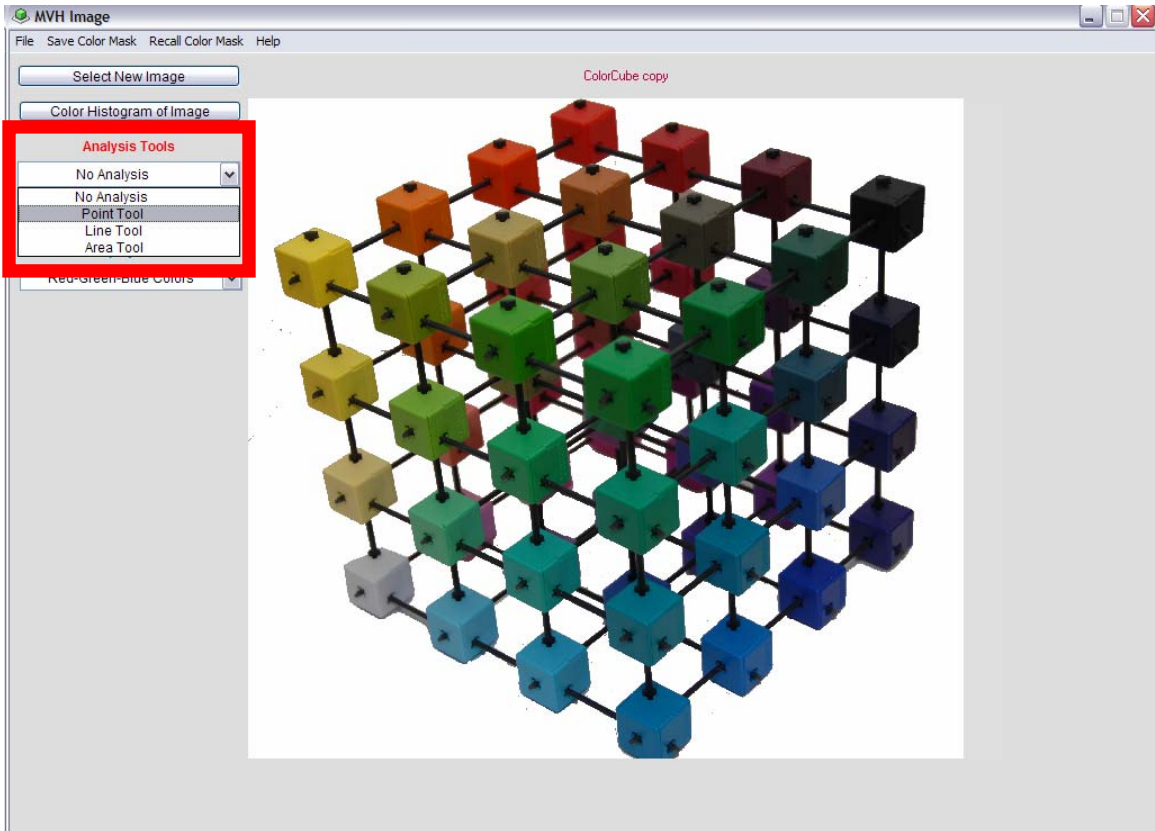 MVH Image
File Save Color Mask Recall Color Mask Help
Select New Image
ColorCube copy
Color Histogram of Image
Analysis Tools
No Analysis
No Analysis
Point Tool
Line Tool
Area Tool
Red-Green-Blue Colors